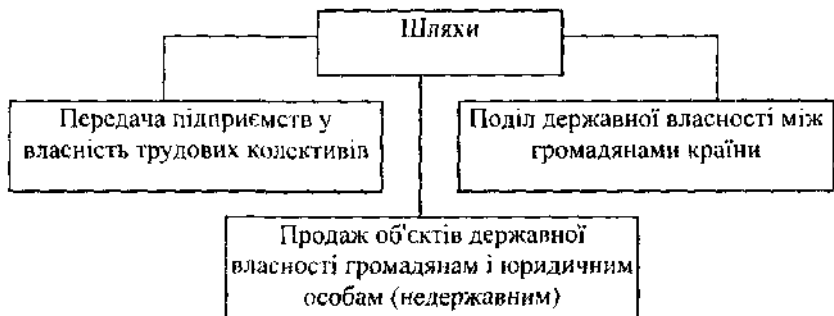 Шляхи
Передача підприємств у
власність трудових колективів
Поділ державної власності між
громадянами країни
Продаж об'єктів державної
власності громадянам і юридичним
особам (недержавним)